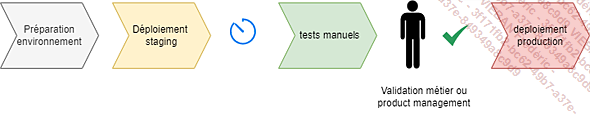 Préparation
environnement
Déploiement
staging
tests manuels
Validation métier ou
product management
deploiement
production